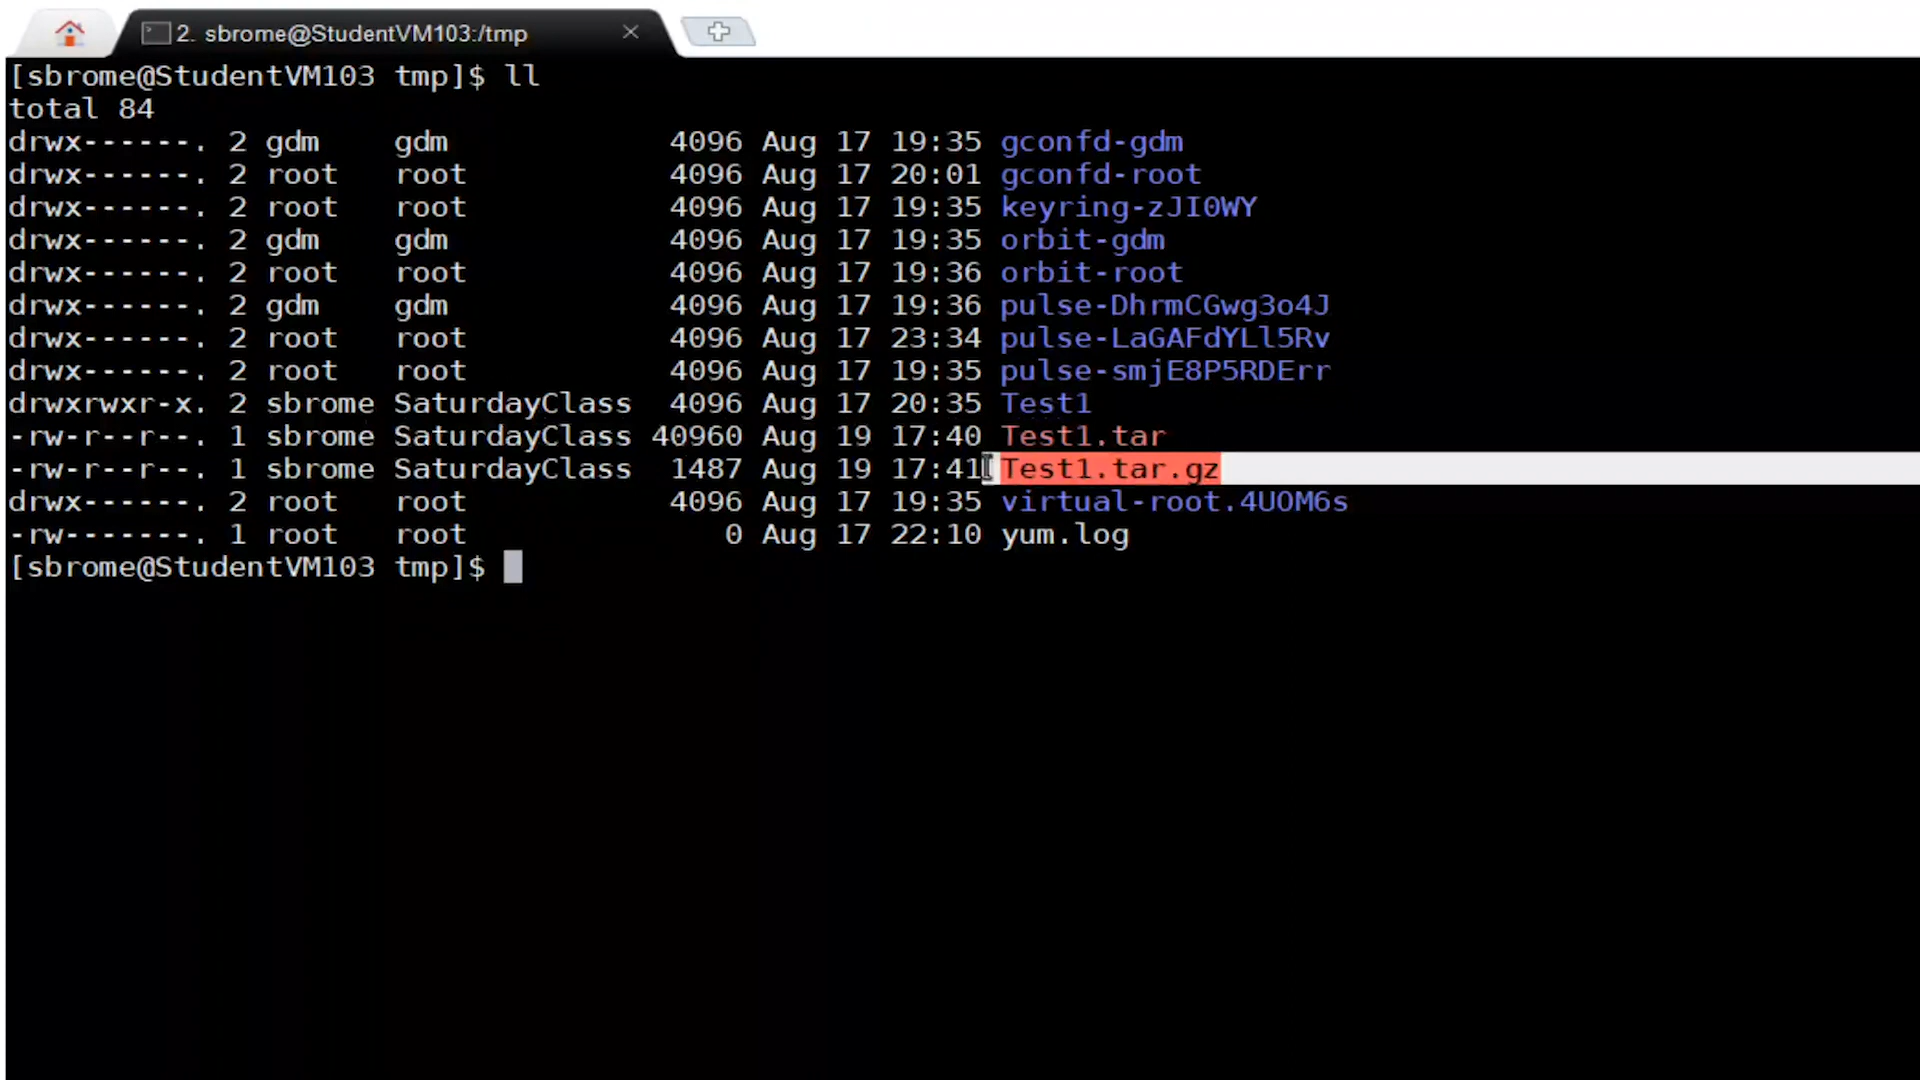 2. sbrome@StudentVM103:/tmp
[sbrome@StudentVM103 tmp]$ ll
total 84
drwx------. 2 gdm    gdm            4096 Aug 17 19:35 gconfd-gdm
drwx------. 2 root   root           4096 Aug 17 20:01 gconfd-root
drwx------. 2 root   root           4096 Aug 17 19:35 keyring-zJI0WY
drwx------. 2 gdm    gdm            4096 Aug 17 19:35 orbit-gdm
drwx------. 2 root   root           4096 Aug 17 19:36 orbit-root
drwx------. 2 gdm    gdm            4096 Aug 17 19:36 pulse-DhrmCGwg3o4J
drwx------. 2 root   root           4096 Aug 17 23:34 pulse-LaGAFdYLl5Rv
drwx------. 2 root   root           4096 Aug 17 19:35 pulse-smjE8P5RDErr
drwxrwxr-x. 2 sbrome SaturdayClass  4096 Aug 17 20:35 Test1
-rw-r--r--. 1 sbrome SaturdayClass 40960 Aug 19 17:40 Test1.tar
-rw-r--r--. 1 sbrome SaturdayClass  1487 Aug 19 17:41 Test1.tar.gz
drwx------. 2 root   root           4096 Aug 17 19:35 virtual-root.4UOM6s
-rw-------. 1 root   root              0 Aug 17 22:10 yum.log
[sbrome@StudentVM103 tmp]$